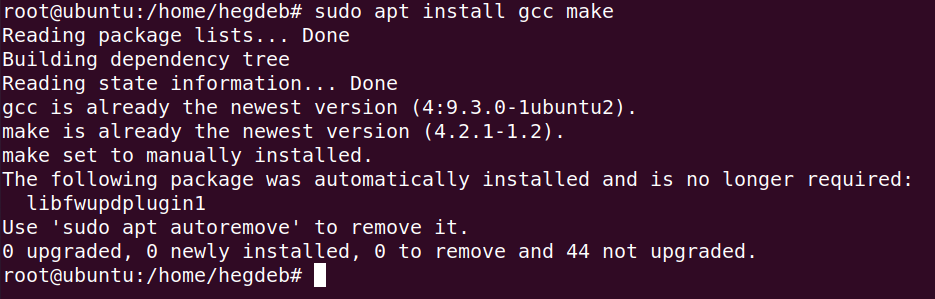 root@ubuntu:/home/hegdeb# sudo apt install gcc make
Reading package lists... Done
Building dependency tree
Reading state information... Done
gcc is already the newest version (4:9.3.0-1ubuntu2).
make is already the newest version (4.2.1-1.2).
make set to manually installed.
The following package was automatically installed and is no longer required:
  libfwupdplugin1
Use 'sudo apt autoremove' to remove it.
0 upgraded, 0 newly installed, 0 to remove and 44 not upgraded.
root@ubuntu:/home/hegdeb#